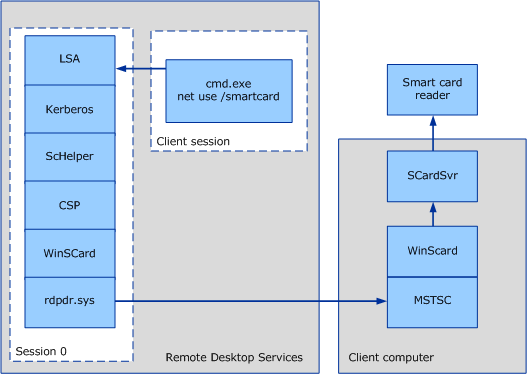 LSA
Kerberos
ScHelper
CSP
WinSCard
rdpdr.sys
Session 0
cmd.exe
net use /smartcard
Client session
Remote Desktop Services
Smart card
reader
SCardSvr
WinScard
MSTSC
Client computer